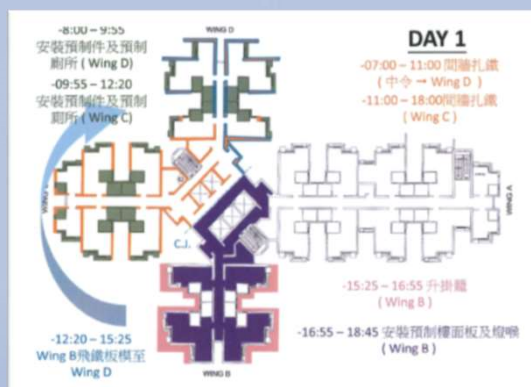 WING D
DAY 1
-8:00 – 9:55
安裝預制件及預制
廁所 ( Wing D)
-09:55 – 12:20
安裝預制件及預制
廁所 ( Wing C)
-07:00 – 11:00 間牆扎鐵
( 中令 → Wing D )
-11:00 – 18:00間牆扎鐵
( Wing C )
WING A
C.J.
-15:25 – 16:55 升掛籠
( Wing B )
-12:20 – 15:25
Wing B飛鐵板模至
Wing D
-16:55 – 18:45 安裝預制樓面板及燈喉
( Wing B )
WING B